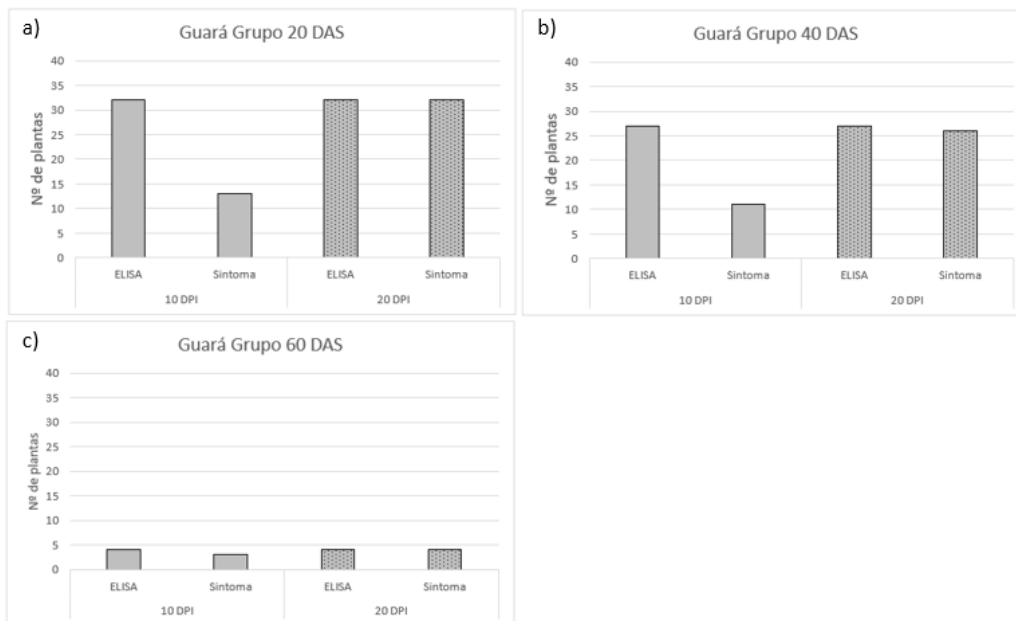 a)
Guará Grupo 20 DAS
Nº de plantas
40
35
30
25
20
15
10
5
0
ELISA Sintoma ELISA Sintoma
10 DPI 20 DPI
b)
Guará Grupo 40 DAS
Nº de plantas
40
35
30
25
20
15
10
5
0
ELISA Sintoma ELISA Sintoma
10 DPI 20 DPI
c)
Guará Grupo 60 DAS
Nº de plantas
40
35
30
25
20
15
10
5
0
ELISA Sintoma ELISA Sintoma
10 DPI 20 DPI